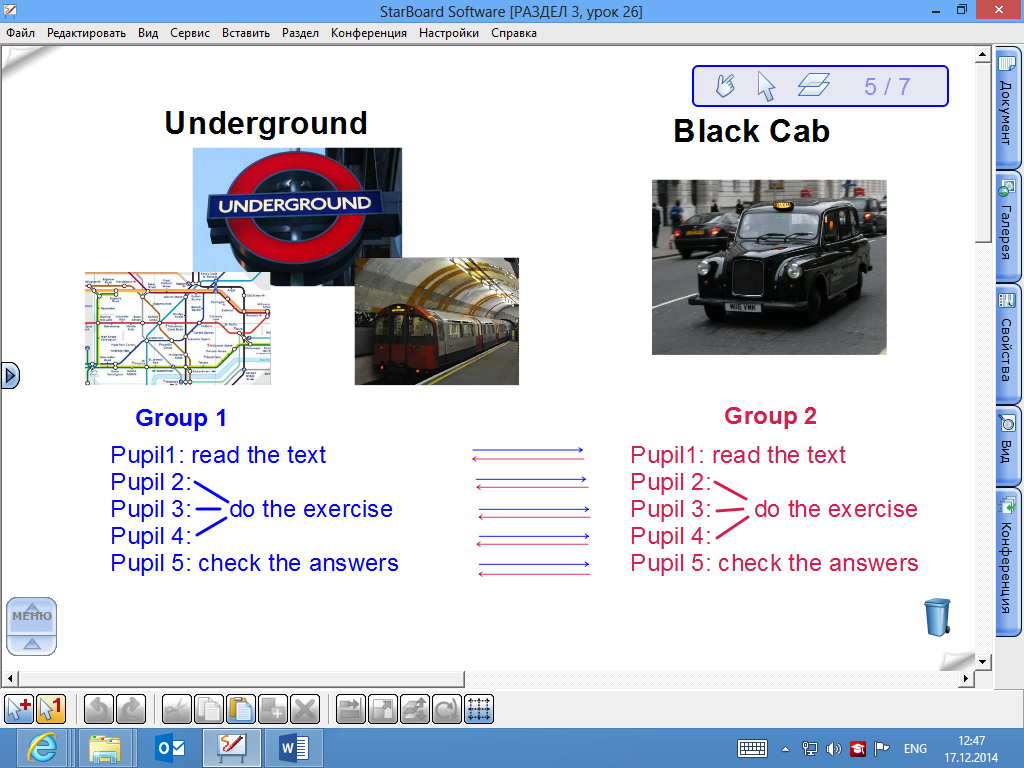 StarBoard Software [РАЗДЕЛ 3, урок 26]
Файл Редактировать Вид Сервис Вставить Раздел Конференция Настройки Справка
5 / 7
Underground
Black Cab
UNDERGROUND
Group 1
Pupil1: read the text
Pupil 2:
Pupil 3: do the exercise
Pupil 4:
Pupil 5: check the answers
Group 2
Pupil1: read the text
Pupil 2:
Pupil 3: do the exercise
Pupil 4:
Pupil 5: check the answers
МЕНЮ
Документ
Галерея
Свойства
Вид
Конференция
ENG
12:47
17.12.2014